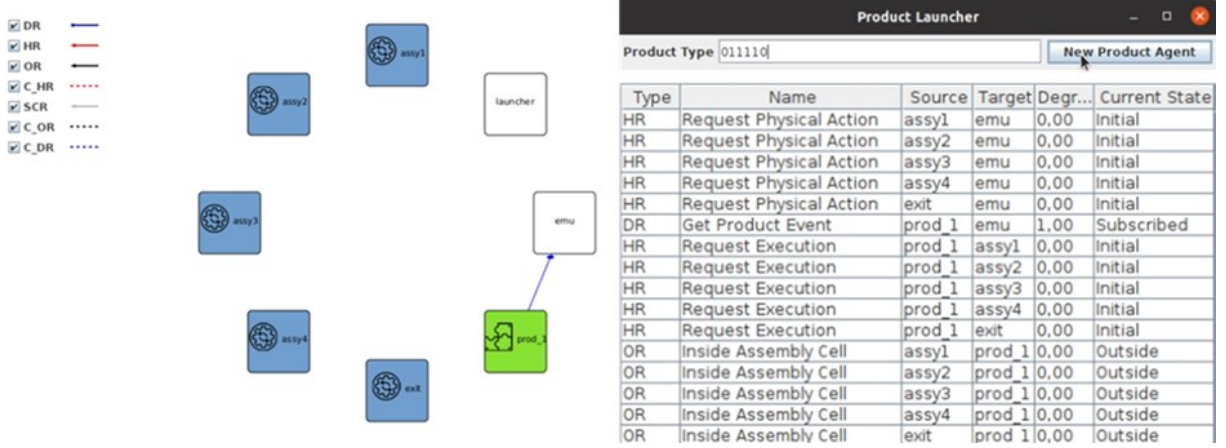 DR
HR
OR
C_HR
SCR
C_OR
C_DR
assy1
assy2
launcher
assy3
emu
assy4
prod_1
exit
Product Launcher
Product Type 011110 New Product Agent
Type Name Source Target Degr... Current State
HR Request Physical Action assy1 emu 0,00 Initial
HR Request Physical Action assy2 emu 0,00 Initial
HR Request Physical Action assy3 emu 0,00 Initial
HR Request Physical Action assy4 emu 0,00 Initial
HR Request Physical Action exit emu 0,00 Initial
DR Get Product Event prod_1 emu 1,00 Subscribed
HR Request Execution prod_1 assy1 0,00 Initial
HR Request Execution prod_1 assy2 0,00 Initial
HR Request Execution prod_1 assy3 0,00 Initial
HR Request Execution prod_1 assy4 0,00 Initial
HR Request Execution prod_1 exit 0,00 Initial
OR Inside Assembly Cell assy1 prod_1 0,00 Outside
OR Inside Assembly Cell assy2 prod_1 0,00 Outside
OR Inside Assembly Cell assy3 prod_1 0,00 Outside
OR Inside Assembly Cell assy4 prod_1 0,00 Outside
OR Inside Assembly Cell exit prod_1 0,00 Outside